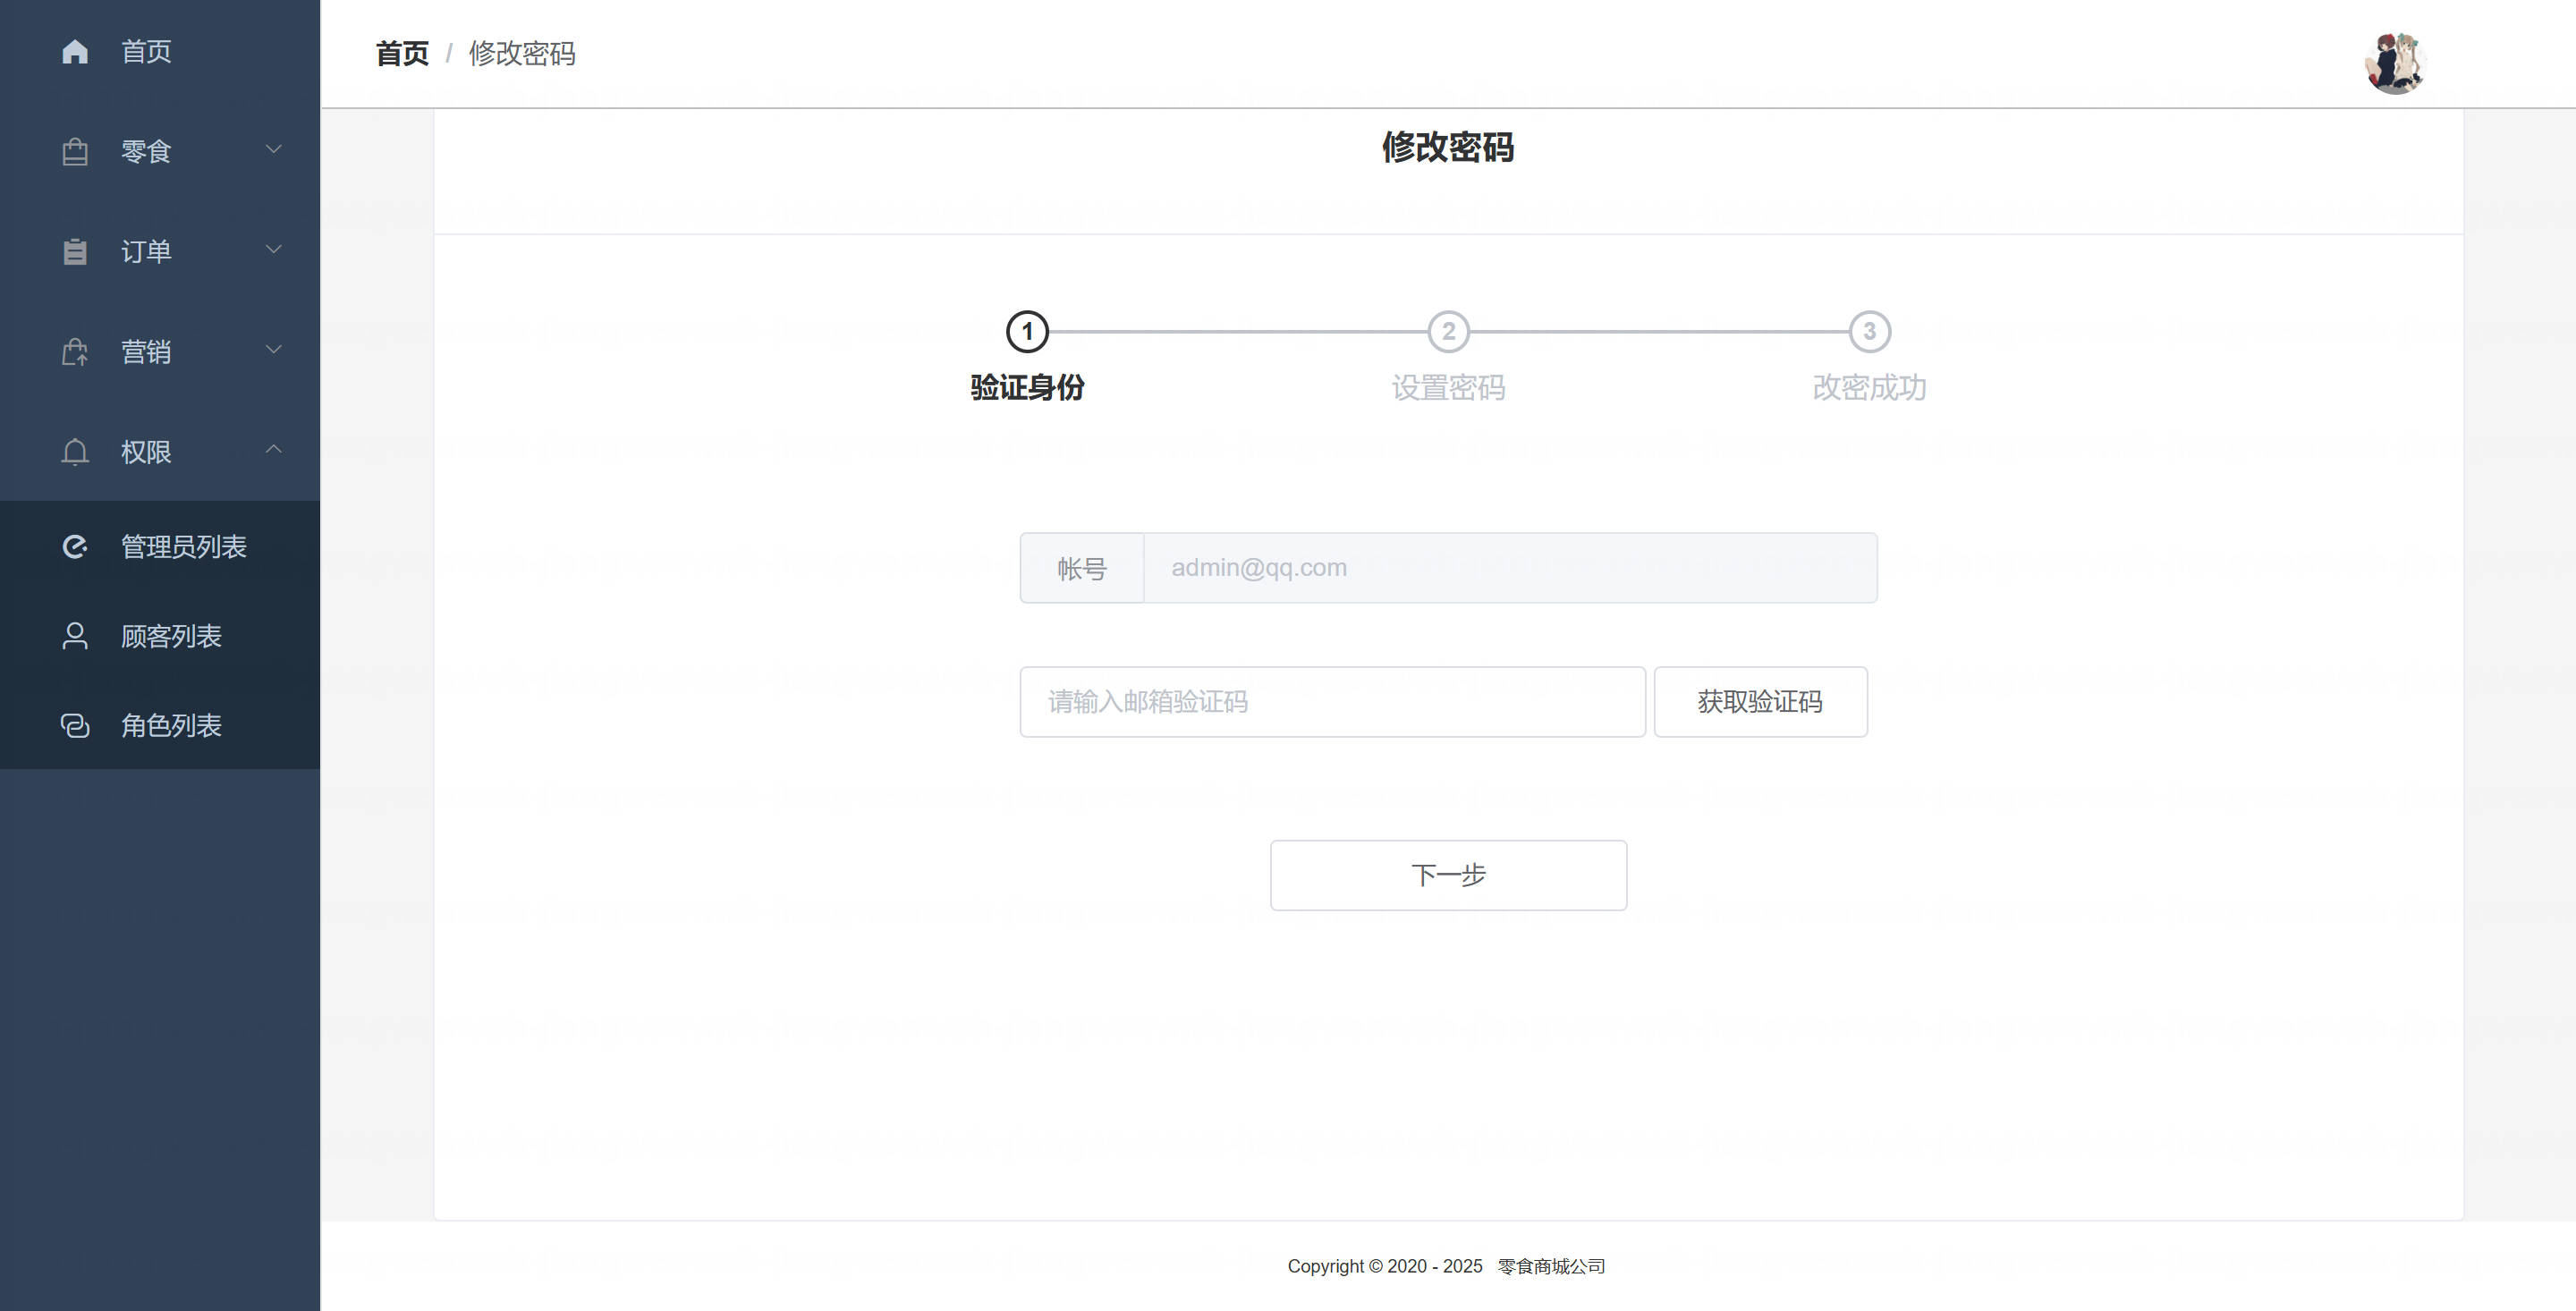 首页
零食
订单
营销
权限
管理员列表
顾客列表
角色列表
首页 / 修改密码
修改密码
1 2 3
验证身份 设置密码 改密成功
帐号 admin@qq.com
请输入邮箱验证码 获取验证码
下一步
Copyright © 2020 - 2025 零食商城公司